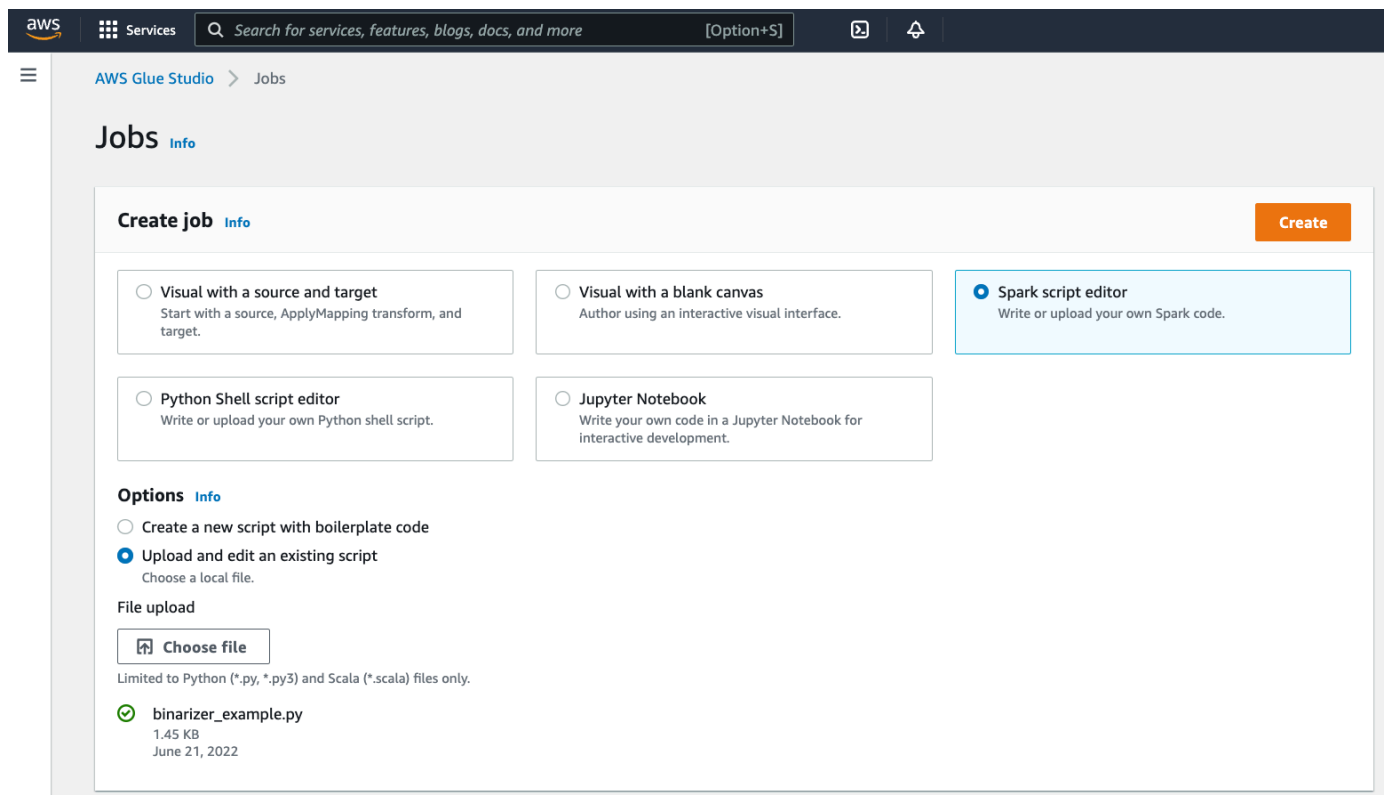 aws
Services
Search for services, features, blogs, docs, and more
[Option+S]
AWS Glue Studio
Jobs
Jobs Info
Create job Info
Create
Visual with a source and target
Start with a source, ApplyMapping transform, and
target.
Visual with a blank canvas
Author using an interactive visual interface.
Spark script editor
Write or upload your own Spark code.
Python Shell script editor
Write or upload your own Python shell script.
Jupyter Notebook
Write your own code in a Jupyter Notebook for
interactive development.
Options Info
Create a new script with boilerplate code
Upload and edit an existing script
Choose a local file.
File upload
Choose file
Limited to Python (*.py, *.py3) and Scala (*.scala) files only.
binarizer_example.py
1.45 KB
June 21, 2022